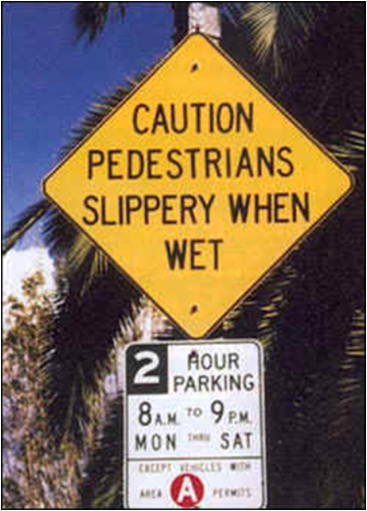 CAUTION
PEDESTRIANS
SLIPPERY WHEN
WET
2 HOUR
PARKING
8 A.M. TO 9 P.M.
MON THRU SAT
EXCEPT VEHICLES WITH
AREA A PERMITS